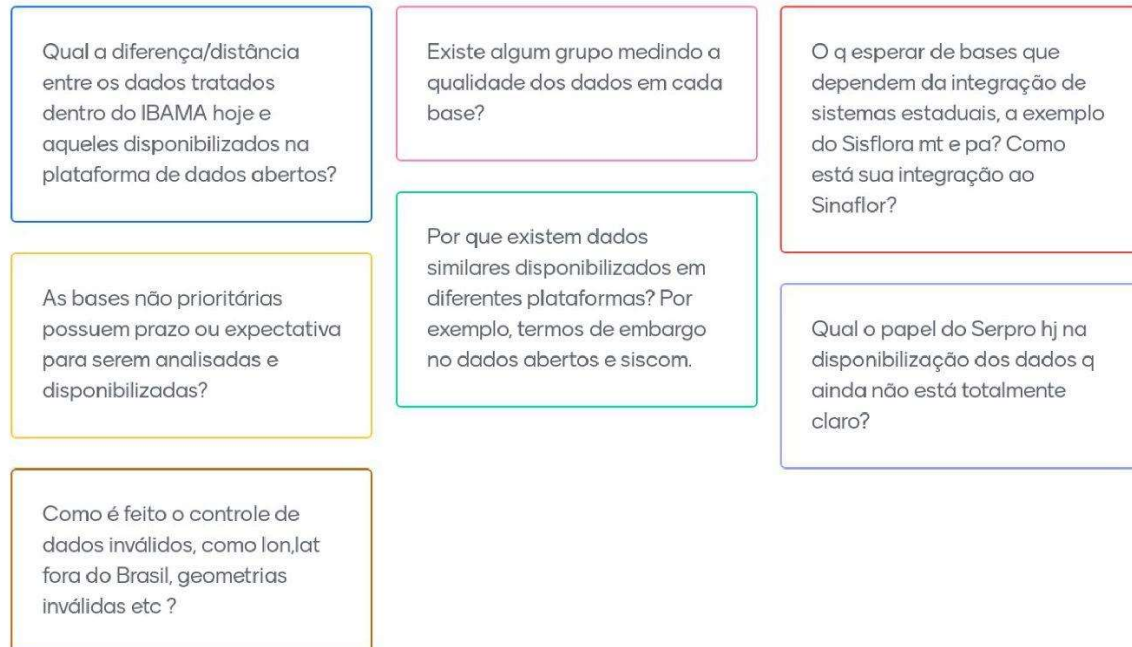 Qual a diferença/distância
entre os dados tratados
dentro do IBAMA hoje e
aqueles disponibilizados na
plataforma de dados abertos?
As bases não prioritárias
possuem prazo ou expectativa
para serem analisadas e
disponibilizadas?
Como é feito o controle de
dados inválidos, como lon,lat
fora do Brasil, geometrias
inválidas etc ?
Existe algum grupo medindo a
qualidade dos dados em cada
base?
Por que existem dados
similares disponibilizados em
diferentes plataformas? Por
exemplo, termos de embargo
no dados abertos e siscom.
O q esperar de bases que
dependem da integração de
sistemas estaduais, a exemplo
do Sisflora mt e pa? Como
está sua integração ao
Sinaflor?
Qual o papel do Serpro hj na
disponibilização dos dados q
ainda não está totalmente
claro?